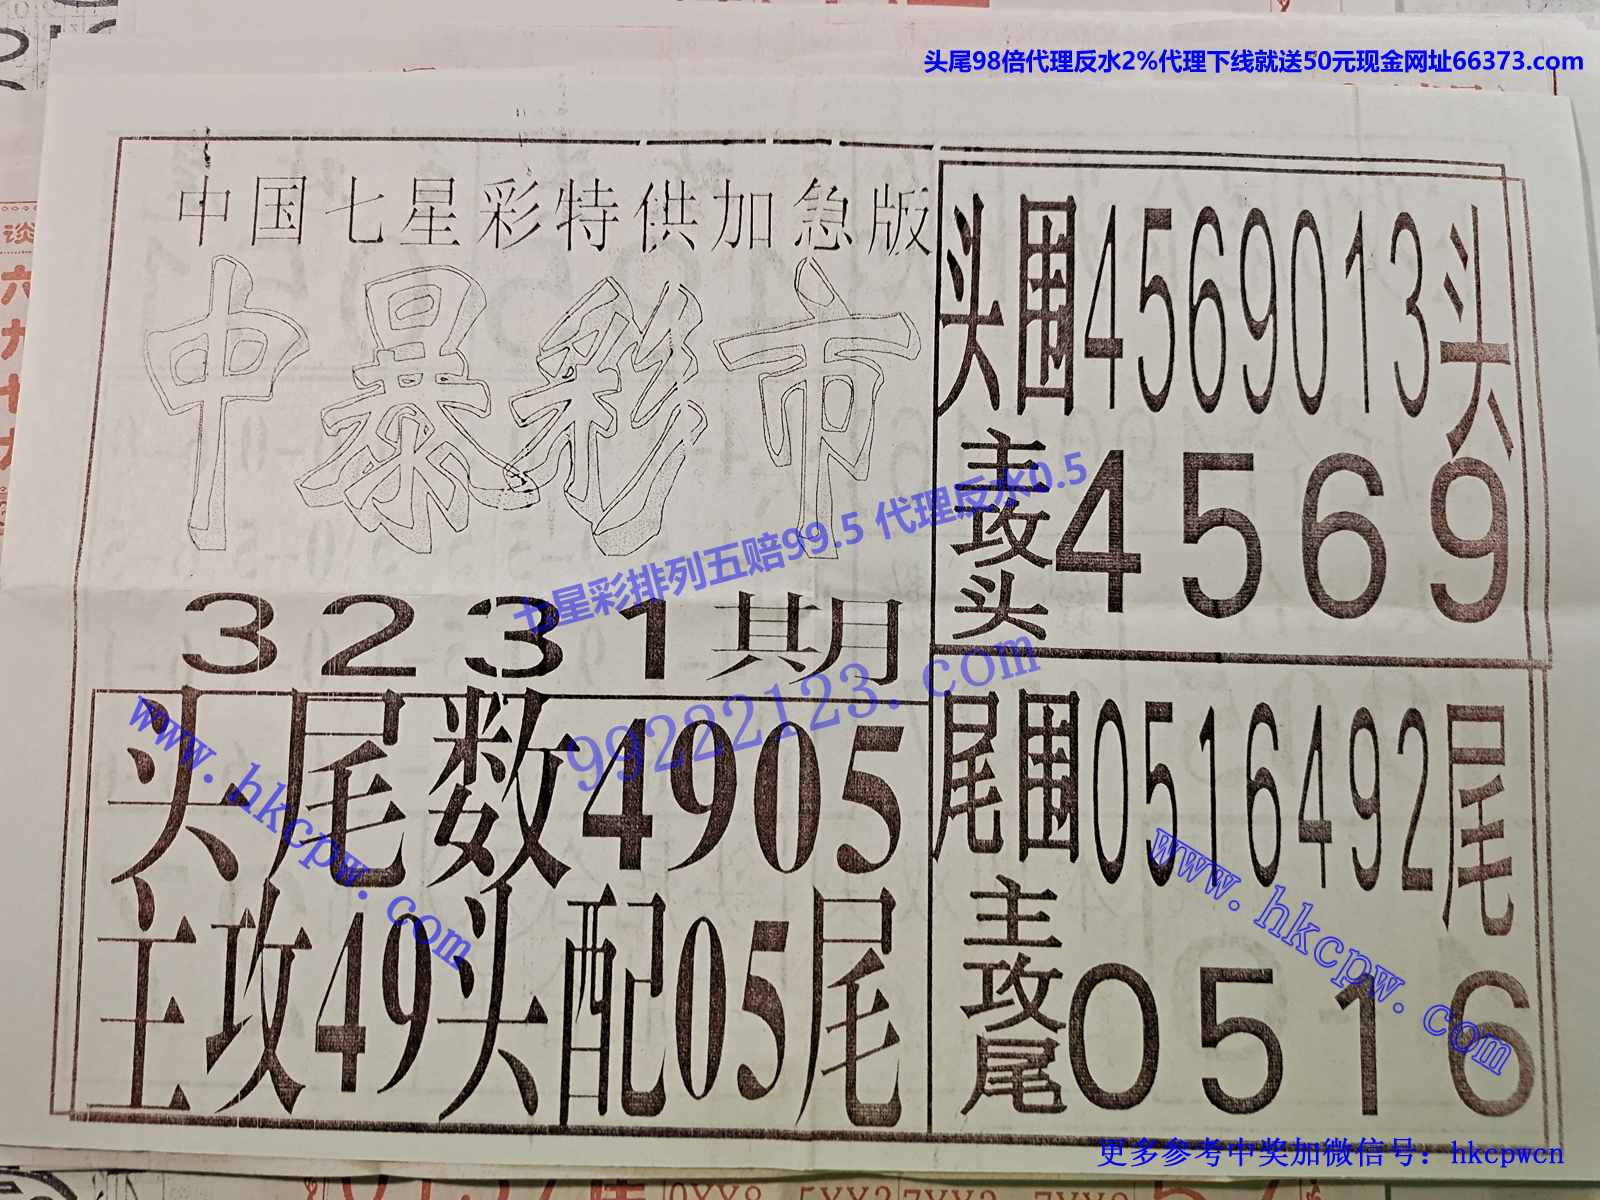 头尾98倍代理反水2%代理下线就送50元现金网址66373.com
中国七星彩特供加急版
中暴彩市
七星彩排列五赔99.5 代理反水0.5
3231期
99222123.com
头尾数4905
主攻49头配05尾
www.hkcpw.com
头围4569013头
主攻头4569
尾围0516492尾
主攻尾0516
www.hkcpw.com
更多参考中奖加微信号：hkcpwcn
谈
六
九
七
九